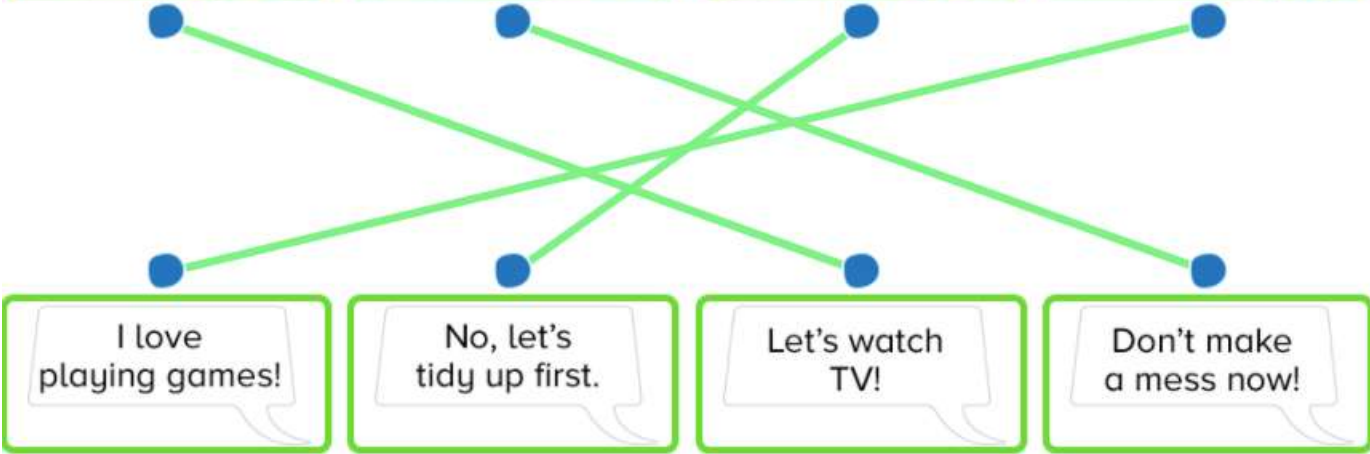 I love
playing games!
No, let's
tidy up first.
Let's watch
TV!
Don't make
a mess now!